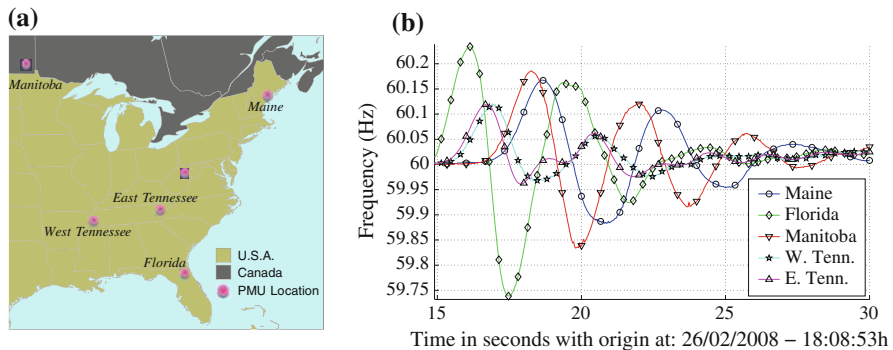 (a)
Manitoba
Maine
East Tennessee
West Tennessee
Florida
U.S.A.
Canada
PMU Location
(b)
Frequency (Hz)
60.2
60.15
60.1
60.05
60
59.95
59.9
59.85
59.8
59.75
Maine
Florida
Manitoba
W. Tenn.
E. Tenn.
15
20
25
30
Time in seconds with origin at: 26/02/2008 − 18:08:53h